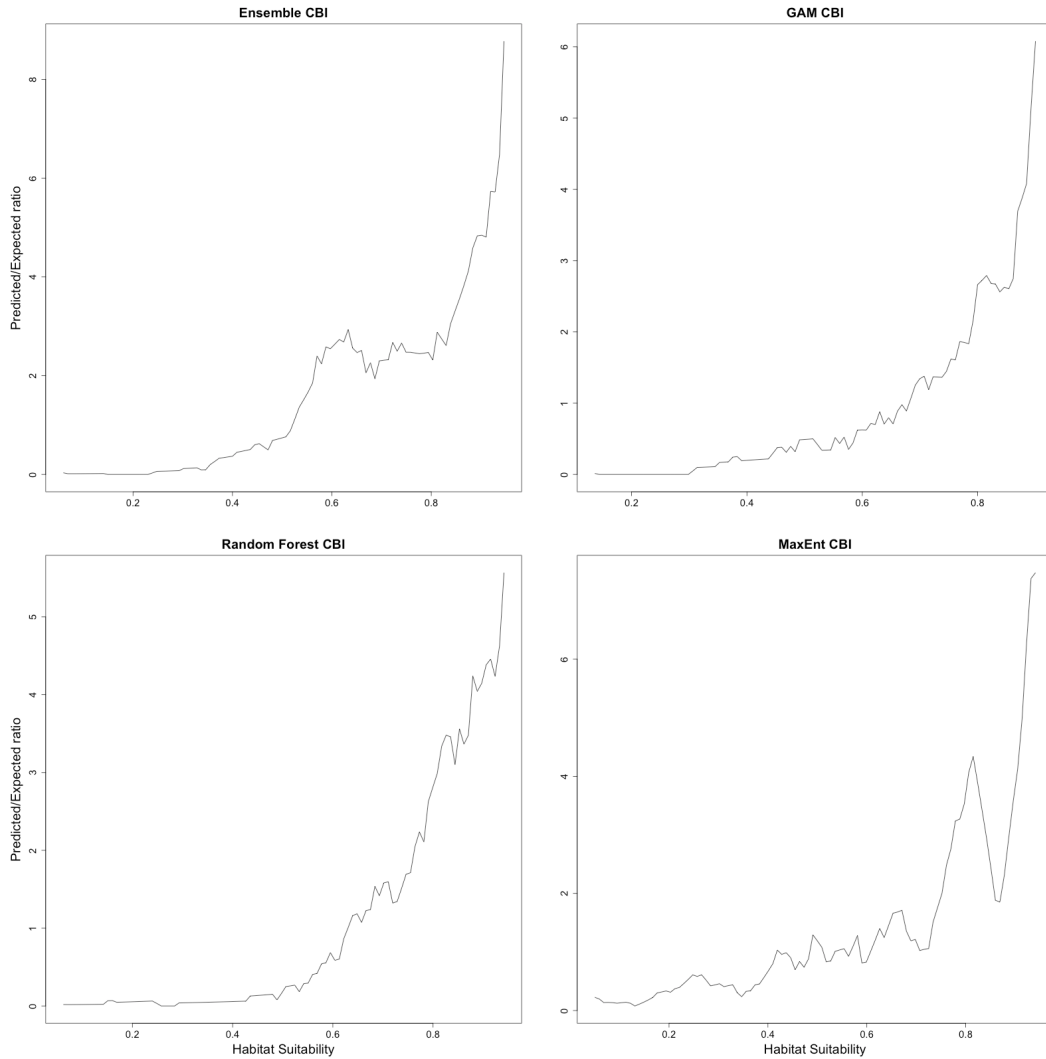 Ensemble CBI
Predicted/Expected ratio
8
6
4
2
0
0.2 0.4 0.6 0.8
GAM CBI
6
5
4
3
2
1
0
0.2 0.4 0.6 0.8
Random Forest CBI
Predicted/Expected ratio
5
4
3
2
1
0
0.2 0.4 0.6 0.8
Habitat Suitability
MaxEnt CBI
6
4
2
0
0.2 0.4 0.6 0.8
Habitat Suitability